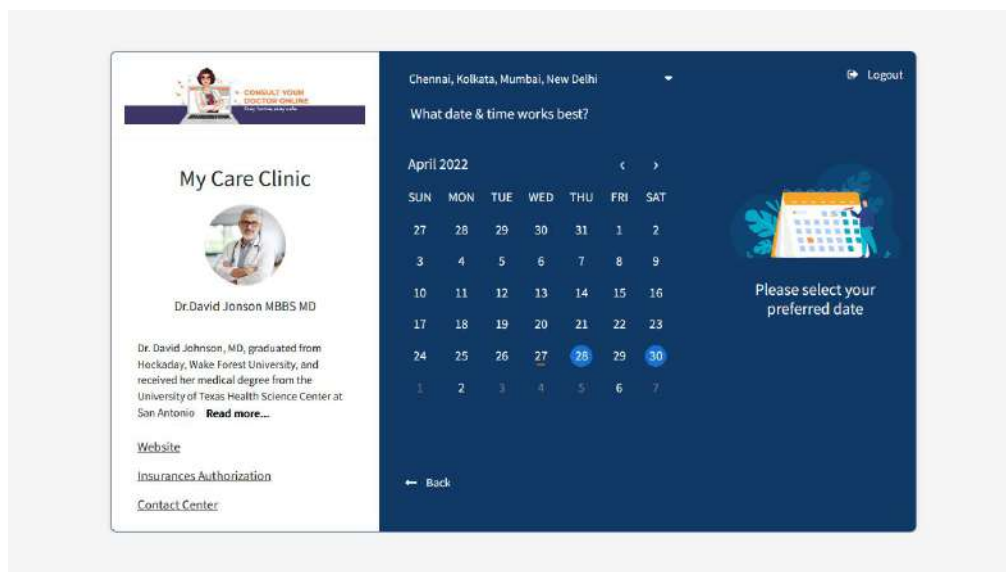 CONSULT YOUR
DOCTOR ONLINE
My Care Clinic
Dr.David Jonson MBBS MD
Dr. David Johnson, MD, graduated from
Hockaday, Wake Forest University, and
received her medical degree from the
University of Texas Health Science Center at
San Antonio Read more...
Website
Insurances Authorization
Contact Center
Chennai, Kolkata, Mumbai, New Delhi
Logout
What date & time works best?
April 2022 ‹ ›
SUN MON TUE WED THU FRI SAT
27 28 29 30 31 1 2
3 4 5 6 7 8 9
10 11 12 13 14 15 16
17 18 19 20 21 22 23
24 25 26 27 28 29 30
1 2 3 4 5 6 7
Please select your
preferred date
← Back